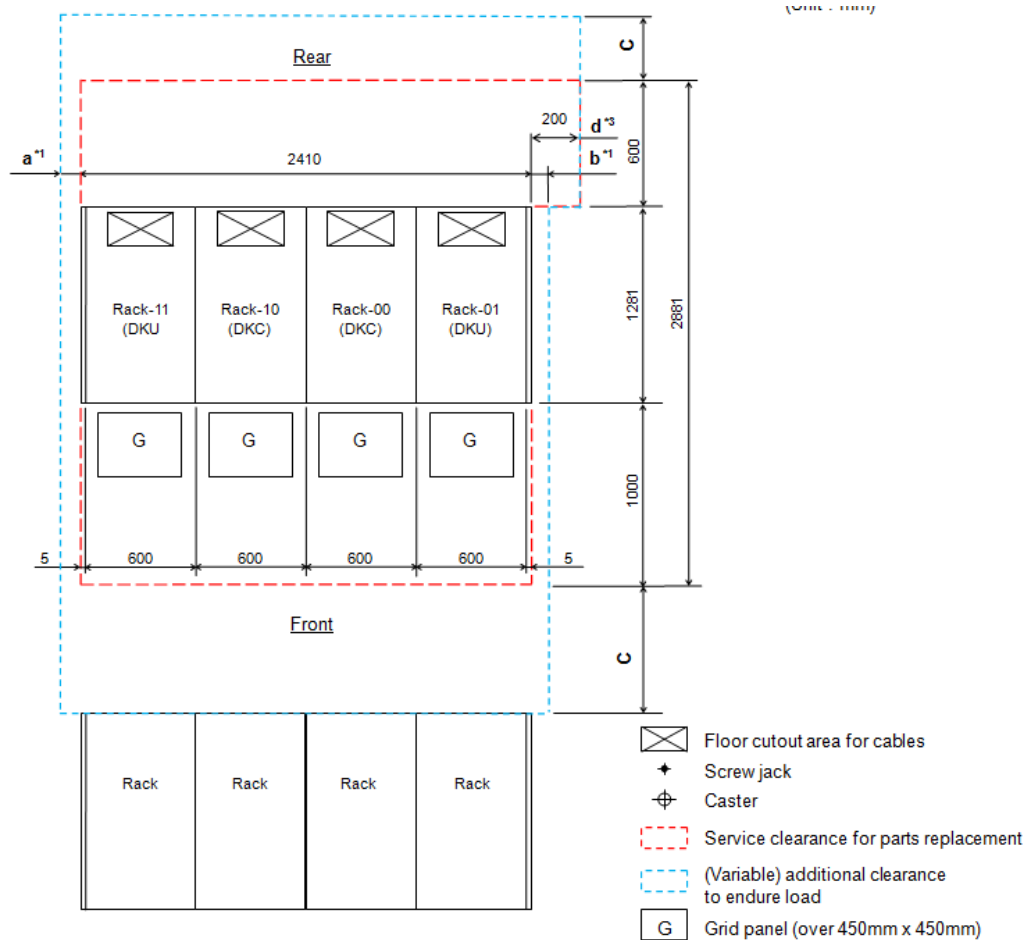 (Unit : mm)
C
Rear
200
d*3
600
a*1
2410
b*1
Rack-11
(DKU
Rack-10
(DKC)
Rack-00
(DKC)
Rack-01
(DKU)
1281
2881
G
G
G
G
1000
5
600
600
600
600
5
Front
C
Rack
Rack
Rack
Rack
Floor cutout area for cables
Screw jack
Caster
Service clearance for parts replacement
(Variable) additional clearance
to endure load
G
Grid panel (over 450mm x 450mm)